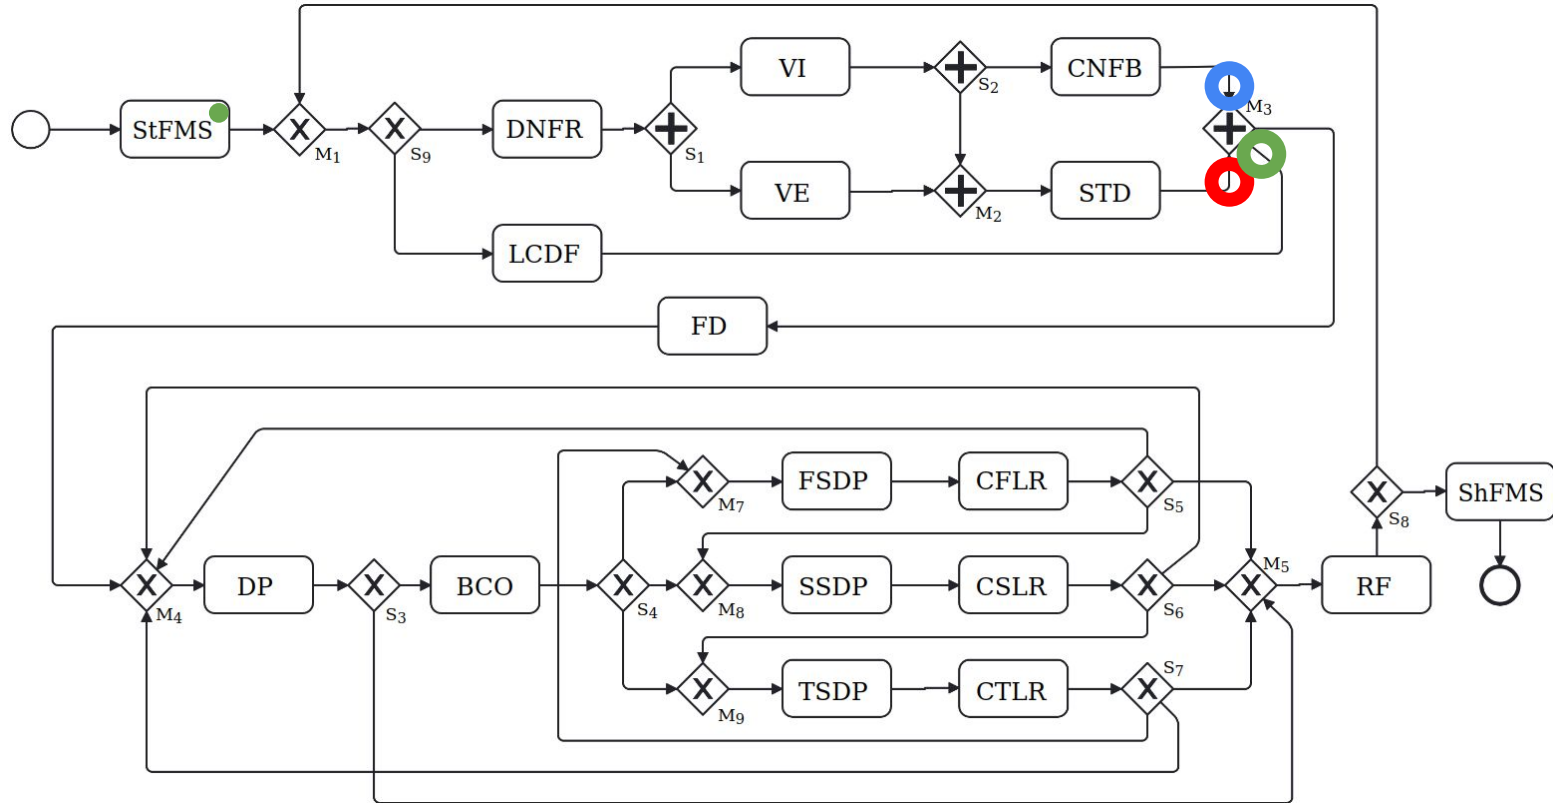 VI
CNFB
S2
M3
StFMS
DNFR
M1
S9
S1
VE
STD
M2
LCDF
FD
FSDP
CFLR
M7
S5
ShFMS
S8
DP
BCO
SSDP
CSLR
M5
RF
M4
S3
S4
M8
S6
TSDP
CTLR
S7
M9